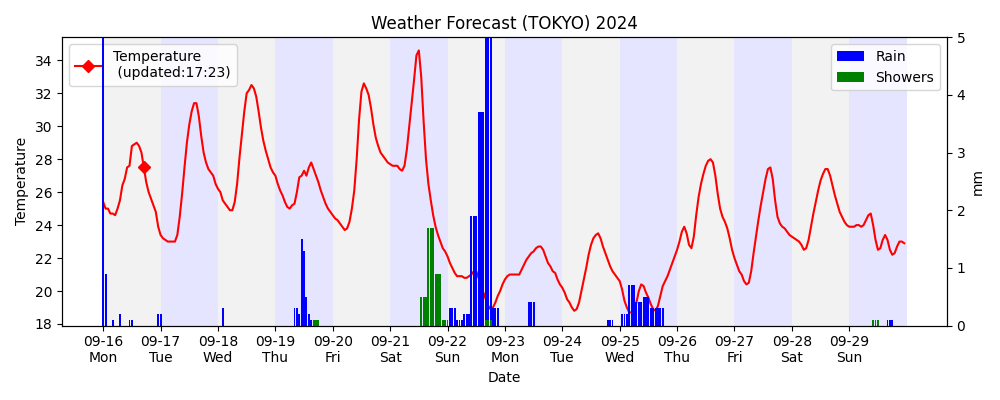 Weather Forecast (TOKYO) 2024
Temperature
(updated:17:23)
Rain
Showers
Temperature
34
32
30
28
26
24
22
20
18
5
4
3
2
1
0
mm
09-16 09-17 09-18 09-19 09-20 09-21 09-22 09-23 09-24 09-25 09-26 09-27 09-28 09-29
Mon Tue Wed Thu Fri Sat Sun Mon Tue Wed Thu Fri Sat Sun
Date